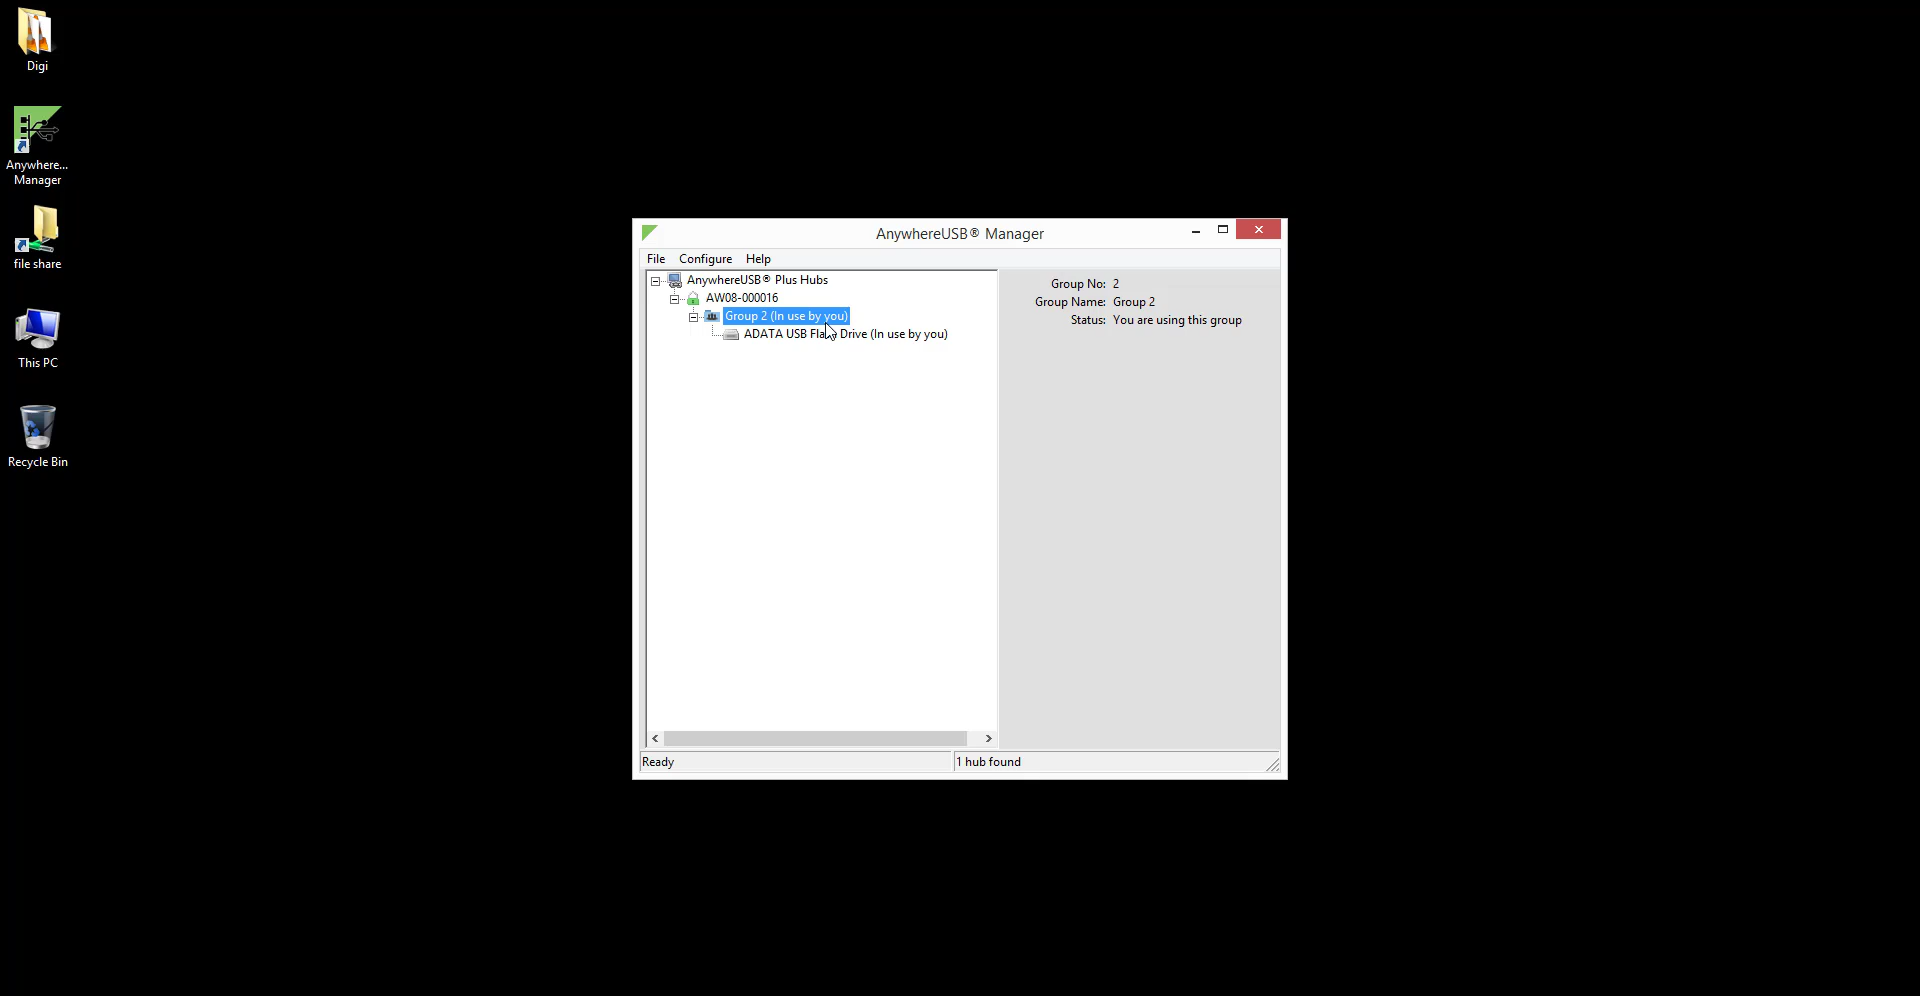 Digi
Anywhere...
Manager
file share
This PC
Recycle Bin
AnywhereUSB® Manager
File Configure Help
AnywhereUSB® Plus Hubs
AW08-000016
Group 2 (In use by you)
ADATA USB Fla Drive (In use by you)
Group No: 2
Group Name: Group 2
Status: You are using this group
Ready
1 hub found